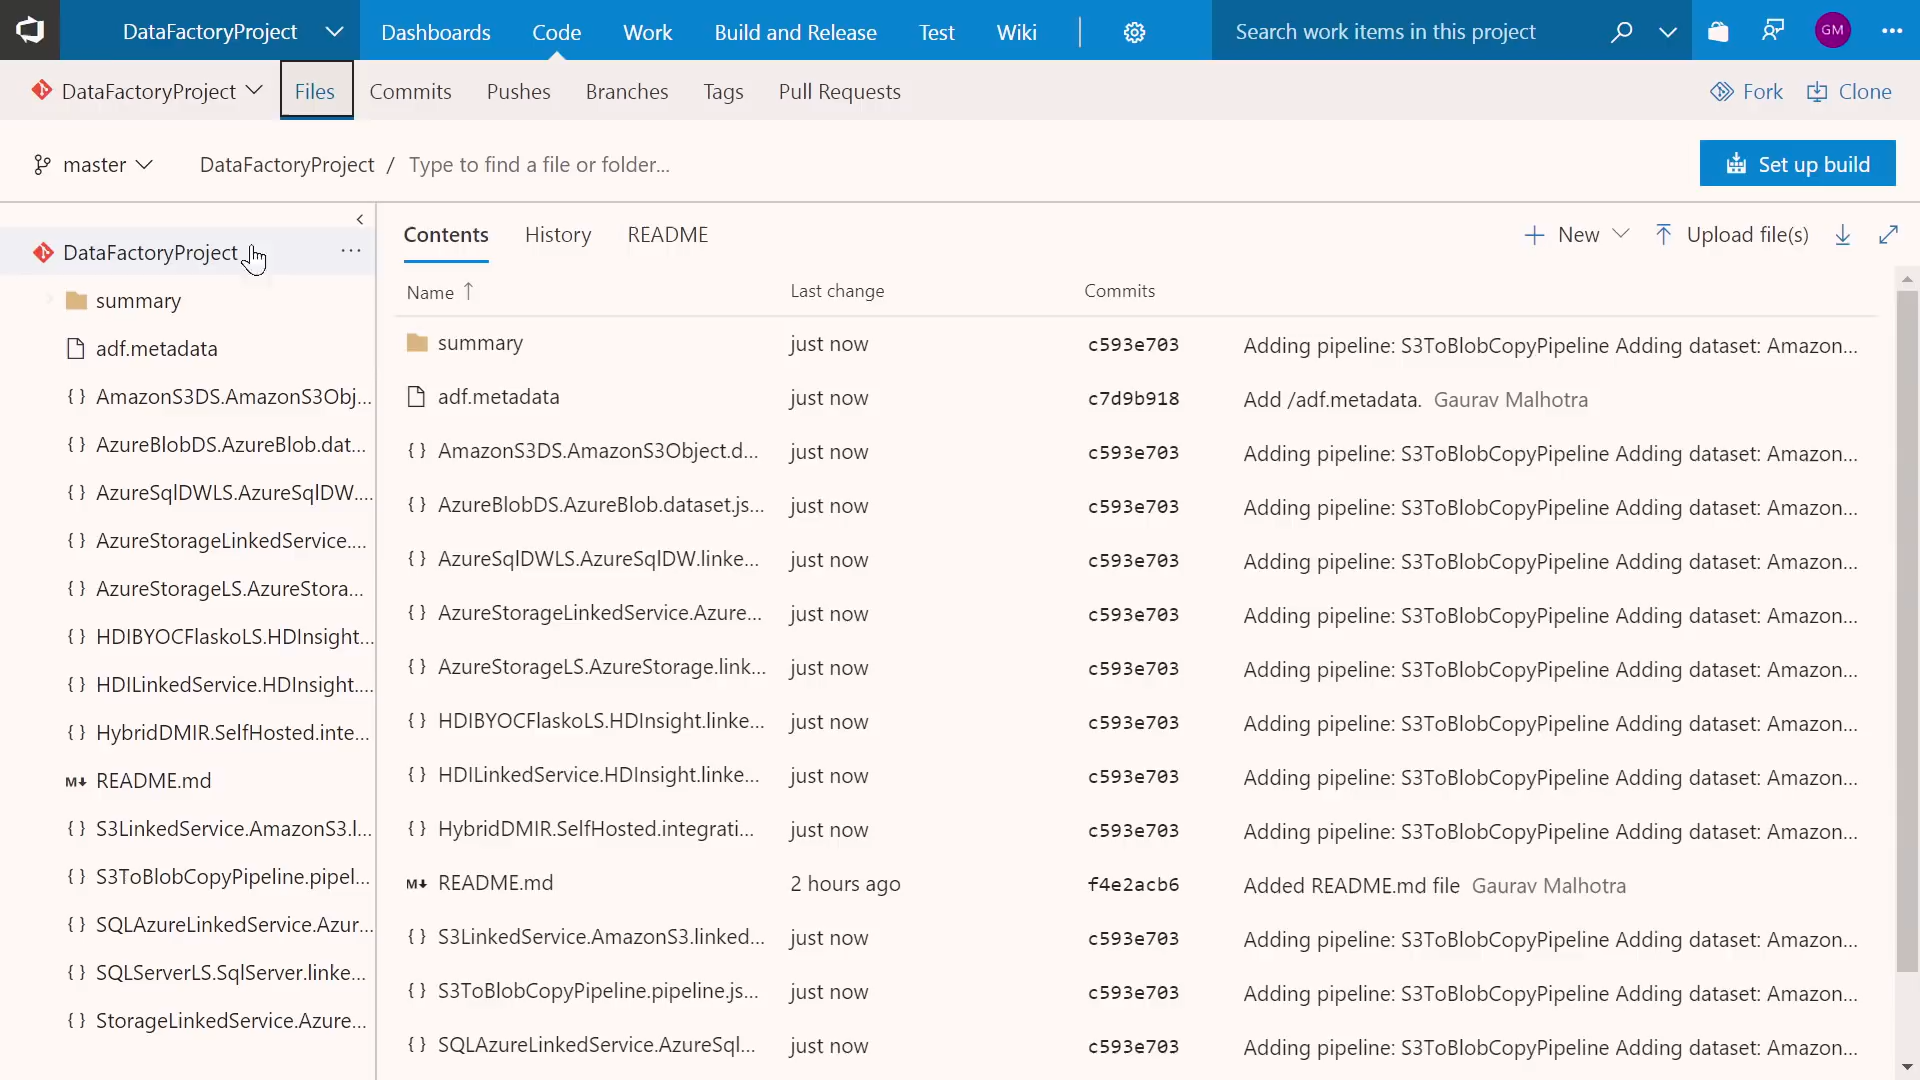 DataFactoryProject Dashboards Code Work Build and Release Test Wiki Search work items in this project GM
DataFactoryProject Files Commits Pushes Branches Tags Pull Requests Fork Clone
master DataFactoryProject / Type to find a file or folder... Set up build
DataFactoryProject
summary
adf.metadata
{ } AmazonS3DS.AmazonS3Obj...
{ } AzureBlobDS.AzureBlob.dat...
{ } AzureSqlDWLS.AzureSqlDW....
{ } AzureStorageLinkedService....
{ } AzureStorageLS.AzureStora...
{ } HDIBYOCFlaskoLS.HDInsight...
{ } HDILinkedService.HDInsight....
{ } HybridDMIR.SelfHosted.inte...
M↓ README.md
{ } S3LinkedService.AmazonS3.l...
{ } S3ToBlobCopyPipeline.pipel...
{ } SQLAzureLinkedService.Azur...
{ } SQLServerLS.SqlServer.linke...
{ } StorageLinkedService.Azure...
Contents History README New Upload file(s)
Name ↑ Last change Commits
summary just now c593e703 Adding pipeline: S3ToBlobCopyPipeline Adding dataset: Amazon...
adf.metadata just now c7d9b918 Add /adf.metadata. Gaurav Malhotra
{ } AmazonS3DS.AmazonS3Object.d... just now c593e703 Adding pipeline: S3ToBlobCopyPipeline Adding dataset: Amazon...
{ } AzureBlobDS.AzureBlob.dataset.js... just now c593e703 Adding pipeline: S3ToBlobCopyPipeline Adding dataset: Amazon...
{ } AzureSqlDWLS.AzureSqlDW.linke... just now c593e703 Adding pipeline: S3ToBlobCopyPipeline Adding dataset: Amazon...
{ } AzureStorageLinkedService.Azure... just now c593e703 Adding pipeline: S3ToBlobCopyPipeline Adding dataset: Amazon...
{ } AzureStorageLS.AzureStorage.link... just now c593e703 Adding pipeline: S3ToBlobCopyPipeline Adding dataset: Amazon...
{ } HDIBYOCFlaskoLS.HDInsight.linke... just now c593e703 Adding pipeline: S3ToBlobCopyPipeline Adding dataset: Amazon...
{ } HDILinkedService.HDInsight.linke... just now c593e703 Adding pipeline: S3ToBlobCopyPipeline Adding dataset: Amazon...
{ } HybridDMIR.SelfHosted.integrati... just now c593e703 Adding pipeline: S3ToBlobCopyPipeline Adding dataset: Amazon...
M↓ README.md 2 hours ago f4e2acb6 Added README.md file Gaurav Malhotra
{ } S3LinkedService.AmazonS3.linked... just now c593e703 Adding pipeline: S3ToBlobCopyPipeline Adding dataset: Amazon...
{ } S3ToBlobCopyPipeline.pipeline.js... just now c593e703 Adding pipeline: S3ToBlobCopyPipeline Adding dataset: Amazon...
{ } SQLAzureLinkedService.AzureSql... just now c593e703 Adding pipeline: S3ToBlobCopyPipeline Adding dataset: Amazon...